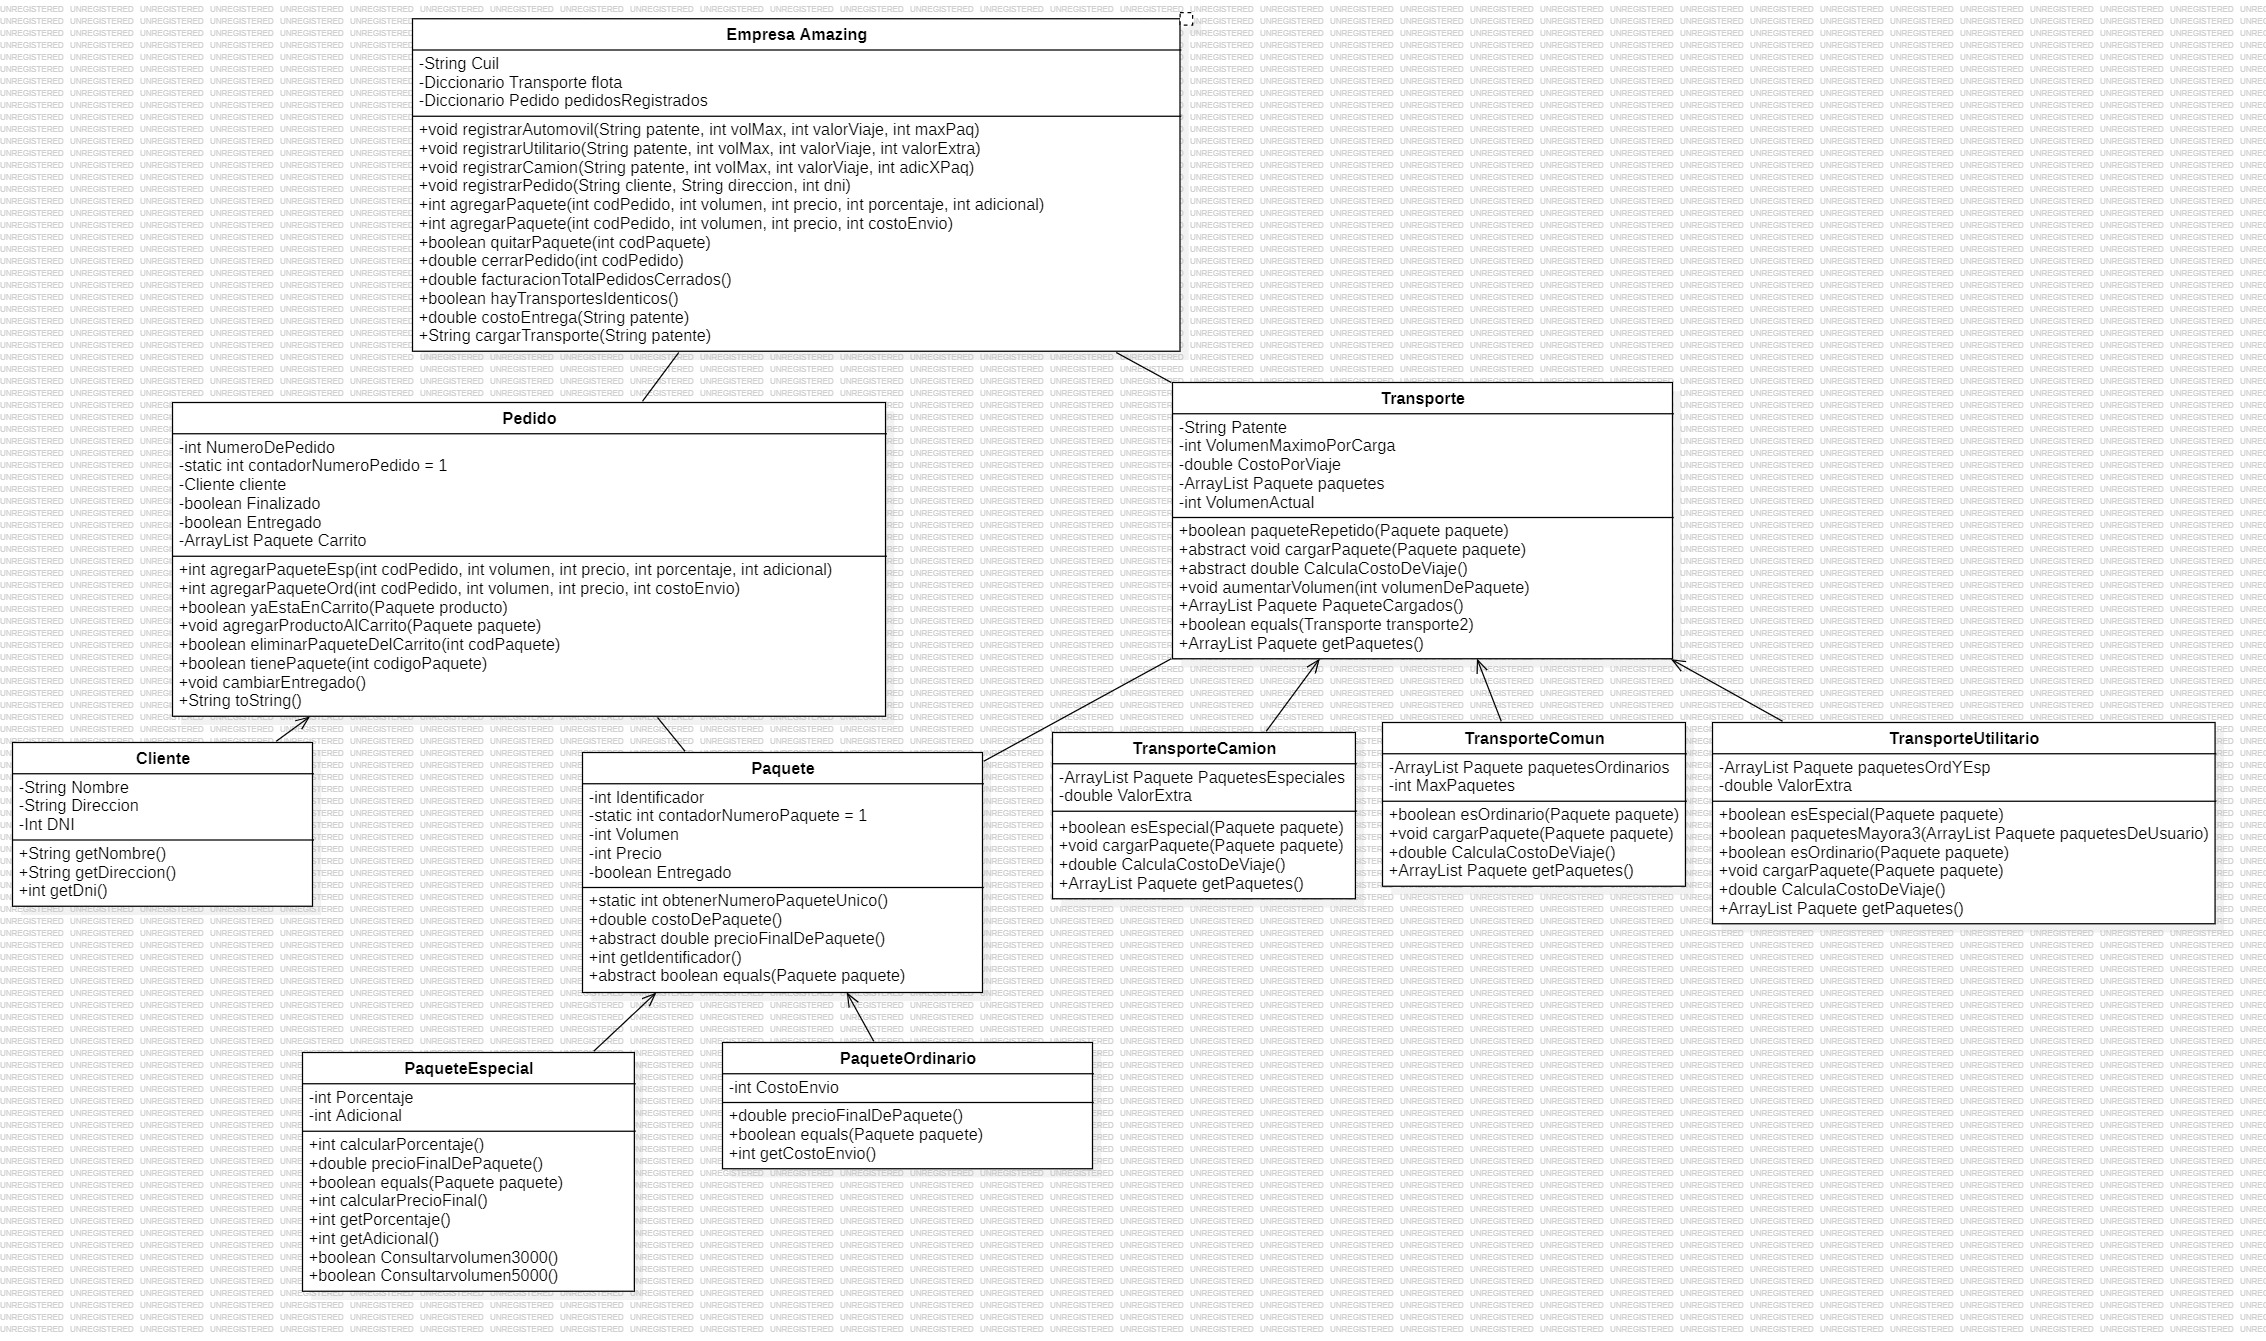 Empresa Amazing
-String Cuil
-Diccionario Transporte flota
-Diccionario Pedido pedidosRegistrados
+void registrarAutomovil(String patente, int volMax, int valorViaje, int maxPaq)
+void registrarUtilitario(String patente, int volMax, int valorViaje, int valorExtra)
+void registrarCamion(String patente, int volMax, int valorViaje, int adicXPaq)
+void registrarPedido(String cliente, String direccion, int dni)
+int agregarPaquete(int codPedido, int volumen, int precio, int porcentaje, int adicional)
+int agregarPaquete(int codPedido, int volumen, int precio, int costoEnvio)
+boolean quitarPaquete(int codPaquete)
+double cerrarPedido(int codPedido)
+double facturacionTotalPedidosCerrados()
+boolean hayTransportesIdenticos()
+double costoEntrega(String patente)
+String cargarTransporte(String patente)
Pedido
-int NumeroDePedido
-static int contadorNumeroPedido = 1
-Cliente cliente
-boolean Finalizado
-boolean Entregado
-ArrayList Paquete Carrito
+int agregarPaqueteEsp(int codPedido, int volumen, int precio, int porcentaje, int adicional)
+int agregarPaqueteOrd(int codPedido, int volumen, int precio, int costoEnvio)
+boolean yaEstaEnCarrito(Paquete producto)
+void agregarProductoAlCarrito(Paquete paquete)
+boolean eliminarPaqueteDelCarrito(int codPaquete)
+boolean tienePaquete(int codigoPaquete)
+void cambiarEntregado()
+String toString()
Transporte
-String Patente
-int VolumenMaximoPorCarga
-double CostoPorViaje
-ArrayList Paquete paquetes
-int VolumenActual
+boolean paqueteRepetido(Paquete paquete)
+abstract void cargarPaquete(Paquete paquete)
+abstract double CalculaCostoDeViaje()
+void aumentarVolumen(int volumenDePaquete)
+ArrayList Paquete PaqueteCargados()
+boolean equals(Transporte transporte2)
+ArrayList Paquete getPaquetes()
Cliente
-String Nombre
-String Direccion
-Int DNI
+String getNombre()
+String getDireccion()
+int getDni()
Paquete
-int Identificador
-static int contadorNumeroPaquete = 1
-int Volumen
-int Precio
-boolean Entregado
+static int obtenerNumeroPaqueteUnico()
+double costoDePaquete()
+abstract double precioFinalDePaquete()
+int getIdentificador()
+abstract boolean equals(Paquete paquete)
TransporteCamion
-ArrayList Paquete PaquetesEspeciales
-double ValorExtra
+boolean esEspecial(Paquete paquete)
+void cargarPaquete(Paquete paquete)
+double CalculaCostoDeViaje()
+ArrayList Paquete getPaquetes()
TransporteComun
-ArrayList Paquete paquetesOrdinarios
-int MaxPaquetes
+boolean esOrdinario(Paquete paquete)
+void cargarPaquete(Paquete paquete)
+double CalculaCostoDeViaje()
+ArrayList Paquete getPaquetes()
TransporteUtilitario
-ArrayList Paquete paquetesOrdYEsp
-double ValorExtra
+boolean esEspecial(Paquete paquete)
+boolean paquetesMayora3(ArrayList Paquete paquetesDeUsuario)
+boolean esOrdinario(Paquete paquete)
+void cargarPaquete(Paquete paquete)
+double CalculaCostoDeViaje()
+ArrayList Paquete getPaquetes()
PaqueteEspecial
-int Porcentaje
-int Adicional
+int calcularPorcentaje()
+double precioFinalDePaquete()
+boolean equals(Paquete paquete)
+int calcularPrecioFinal()
+int getPorcentaje()
+int getAdicional()
+boolean Consultarvolumen3000()
+boolean Consultarvolumen5000()
PaqueteOrdinario
-int CostoEnvio
+double precioFinalDePaquete()
+boolean equals(Paquete paquete)
+int getCostoEnvio()
UNREGISTERED